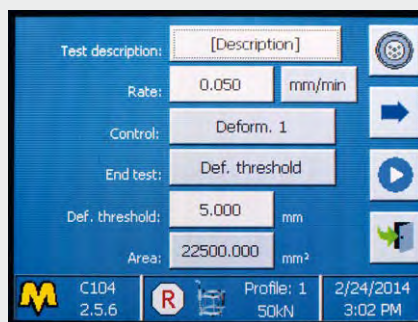 Test description: [Description]
Rate: 0.050 mm/min
Control: Deform. 1
End test: Def. threshold
Def. threshold: 5.000 mm
Area: 22500.000 mm²
C104 R Profile: 1 2/24/2014
2.5.6 50kN 3:02 PM